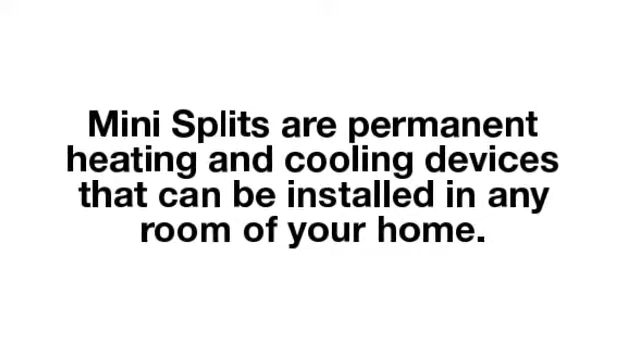 Mini Splits are permanent
heating and cooling devices
that can be installed in any
room of your home.